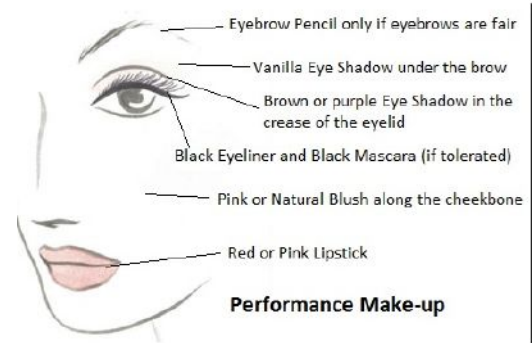 Eyebrow Pencil only if eyebrows are fair
Vanilla Eye Shadow under the brow
Brown or purple Eye Shadow in the
crease of the eyelid
Black Eyeliner and Black Mascara (if tolerated)
Pink or Natural Blush along the cheekbone
Red or Pink Lipstick
Performance Make-up